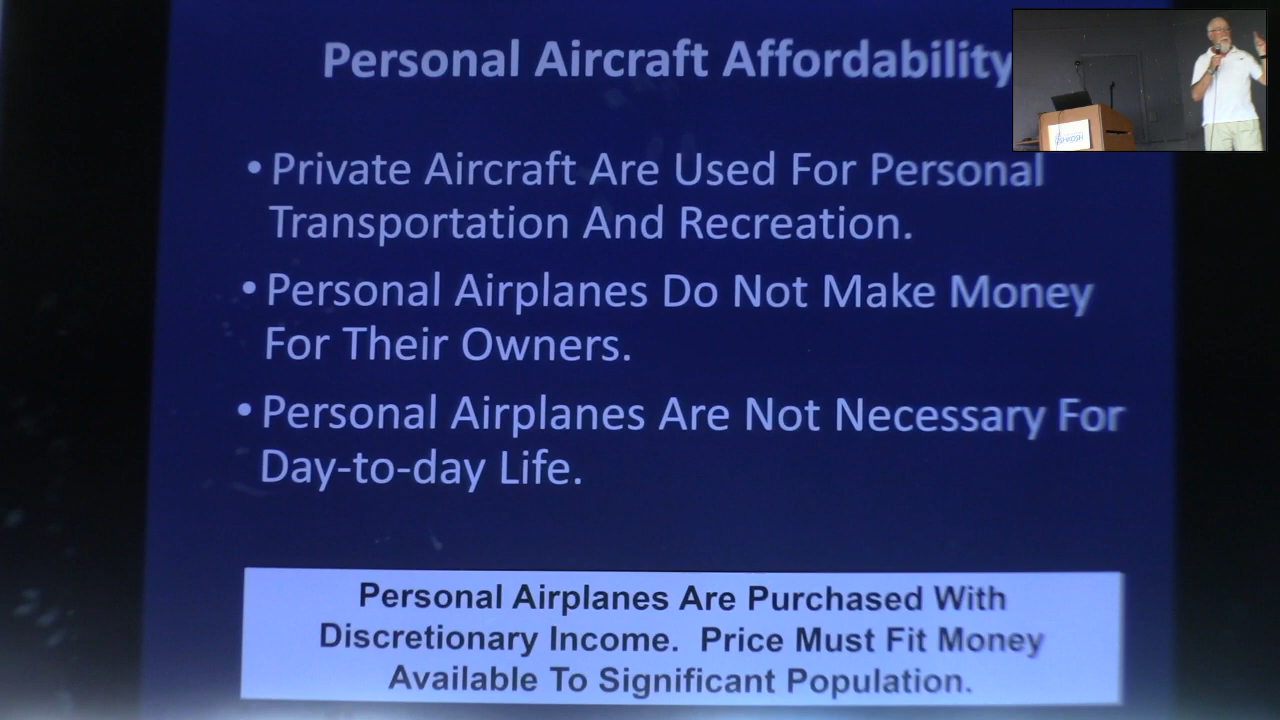 Personal Aircraft Affordability
• Private Aircraft Are Used For Personal
Transportation And Recreation.
• Personal Airplanes Do Not Make Money
For Their Owners.
• Personal Airplanes Are Not Necessary For
Day-to-day Life.
Personal Airplanes Are Purchased With
Discretionary Income.  Price Must Fit Money
Available To Significant Population.